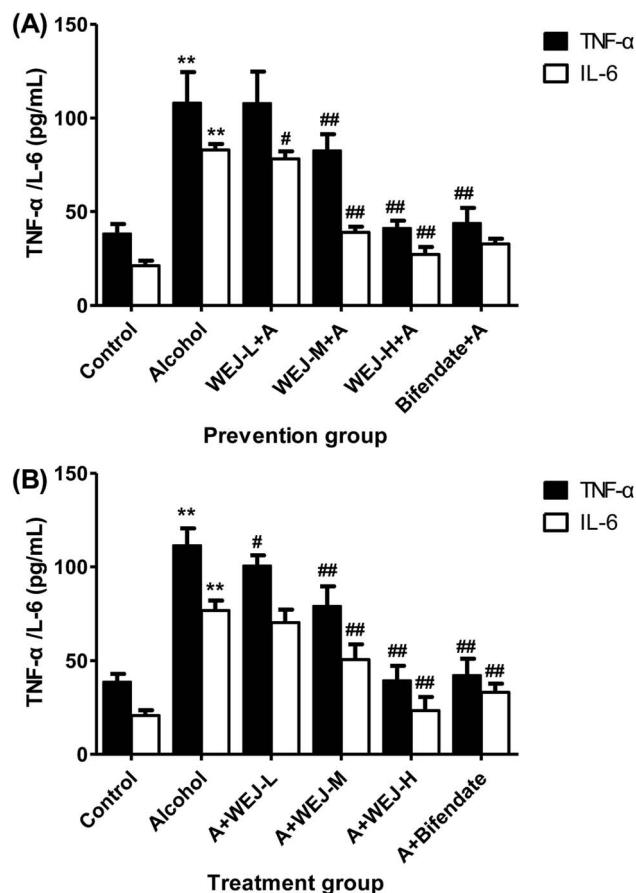 (A)
150
100
50
0
TNF-α /L-6 (pg/mL)
**
**
#
##
##
##
##
##
TNF-α
IL-6
Control
Alcohol
WEJ-L+A
WEJ-M+A
WEJ-H+A
Bifendate+A
Prevention group
(B)
150
100
50
0
TNF-α /L-6 (pg/mL)
**
**
#
##
##
##
##
##
##
TNF-α
IL-6
Control
Alcohol
A+WEJ-L
A+WEJ-M
A+WEJ-H
A+Bifendate
Treatment group